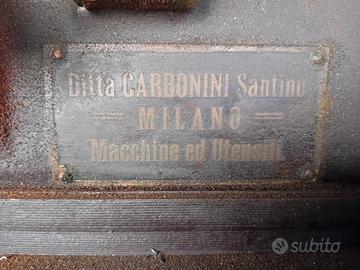 Ditta CARBONINI Santino
MILANO
Macchine ed Utensili
subito